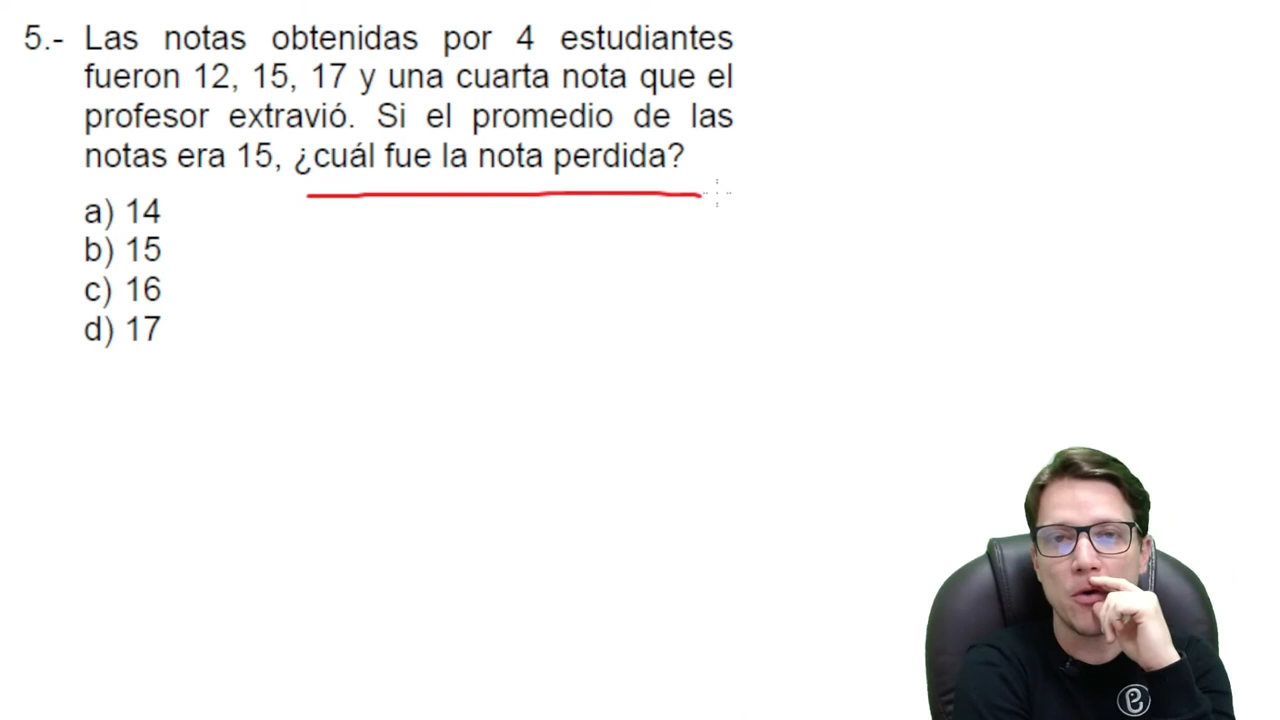 5.- Las notas obtenidas por 4 estudiantes
fueron 12, 15, 17 y una cuarta nota que el
profesor extravió. Si el promedio de las
notas era 15, ¿cuál fue la nota perdida?
a) 14
b) 15
c) 16
d) 17
e